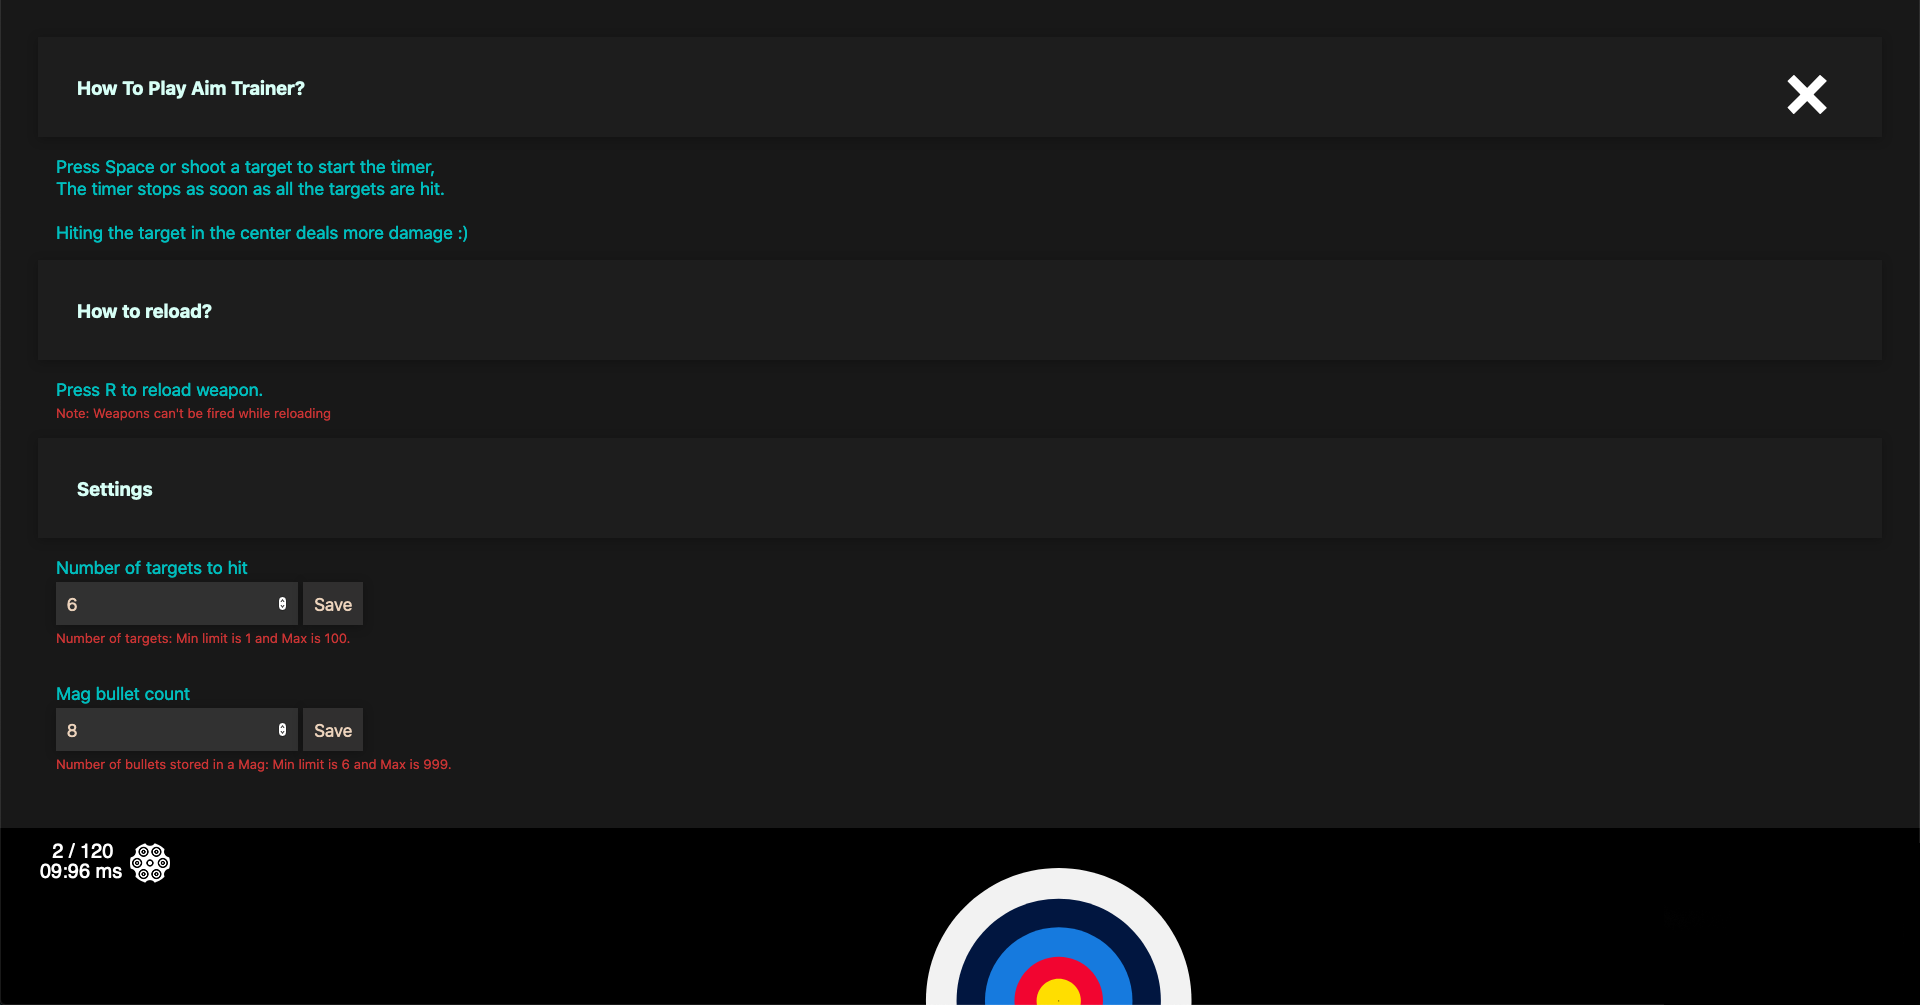 How To Play Aim Trainer?
Press Space or shoot a target to start the timer,
The timer stops as soon as all the targets are hit.
Hiting the target in the center deals more damage :)
How to reload?
Press R to reload weapon.
Note: Weapons can't be fired while reloading
Settings
Number of targets to hit
6
Save
Number of targets: Min limit is 1 and Max is 100.
Mag bullet count
8
Save
Number of bullets stored in a Mag: Min limit is 6 and Max is 999.
2 / 120
09:96 ms